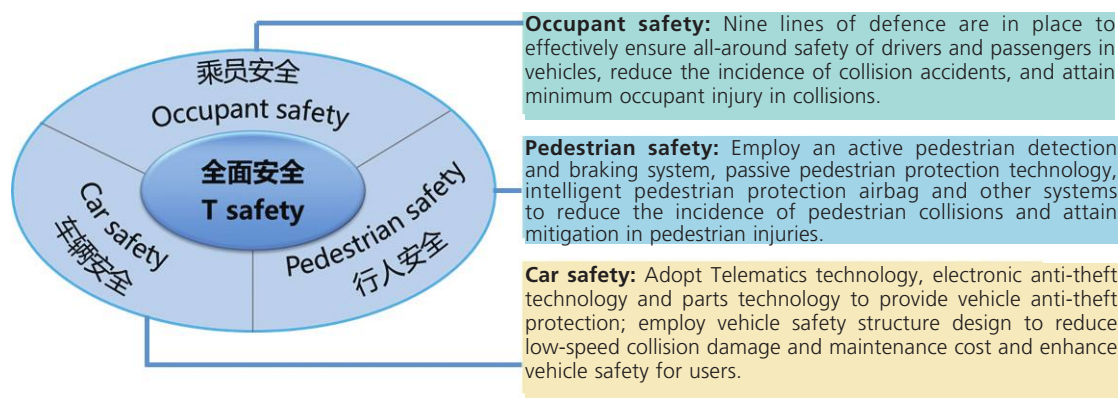 乘员安全
Occupant safety
全面安全
T safety
Car safety
车辆安全
Pedestrian safety
行人安全
Occupant safety: Nine lines of defence are in place to
effectively ensure all-around safety of drivers and passengers in
vehicles, reduce the incidence of collision accidents, and attain
minimum occupant injury in collisions.
Pedestrian safety: Employ an active pedestrian detection
and braking system, passive pedestrian protection technology,
intelligent pedestrian protection airbag and other systems
to reduce the incidence of pedestrian collisions and attain
mitigation in pedestrian injuries.
Car safety: Adopt Telematics technology, electronic anti-theft
technology and parts technology to provide vehicle anti-theft
protection; employ vehicle safety structure design to reduce
low-speed collision damage and maintenance cost and enhance
vehicle safety for users.